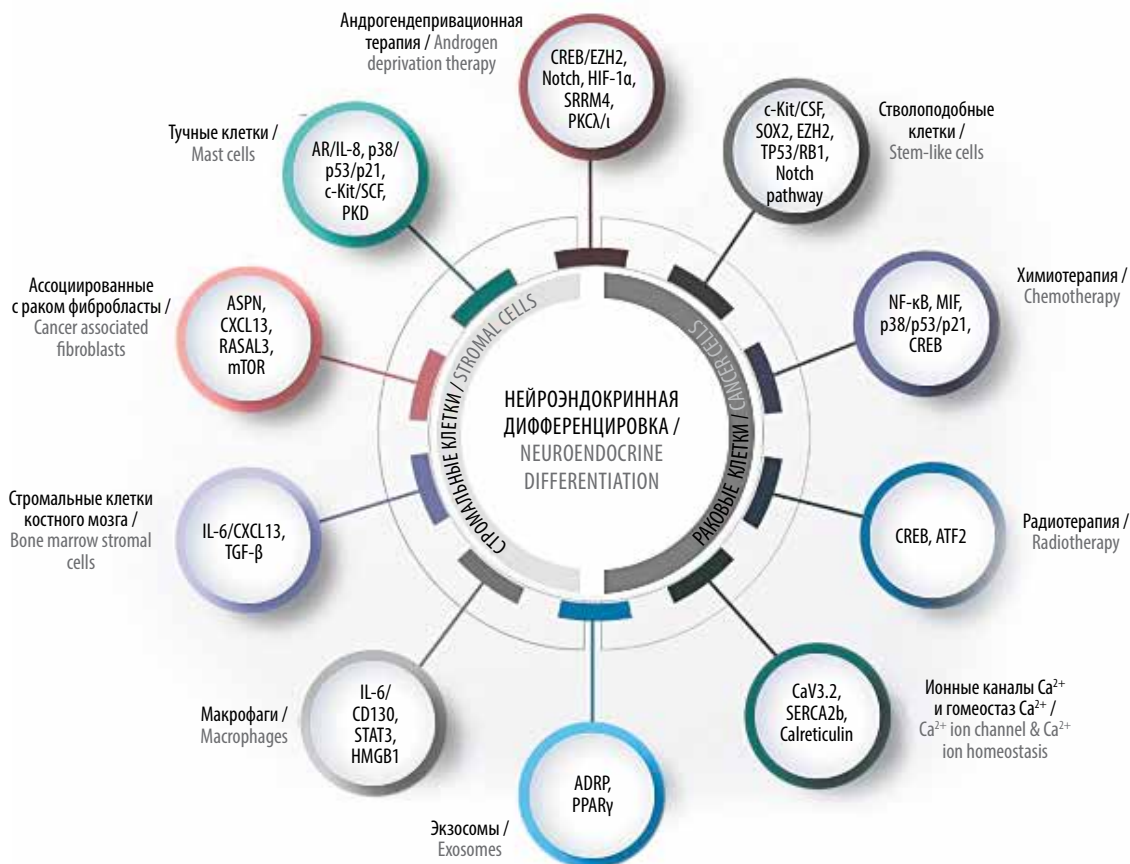 Андрогендепривационная
терапия / Androgen
deprivation therapy
CREB/EZH2,
Notch, HIF-1α,
SRRM4,
PKCλ/ι
c-Kit/CSF,
SOX2, EZH2,
TP53/RB1,
Notch
pathway
Стволоподобные
клетки /
Stem-like cells
Тучные клетки /
Mast cells
AR/IL-8, p38/
p53/p21,
c-Kit/SCF,
PKD
Химиотерапия /
Chemotherapy
NF-κB, MIF,
p38/p53/p21,
CREB
Ассоциированные
с раком фибробласты /
Cancer associated
fibroblasts
ASPN,
CXCL13,
RASAL3,
mTOR
СТРОМАЛЬНЫЕ КЛЕТКИ / STROMAL CELLS
НЕЙРОЭНДОКРИННАЯ
ДИФФЕРЕНЦИРОВКА /
NEUROENDOCRINE
DIFFERENTIATION
РАКОВЫЕ КЛЕТКИ / CANCER CELLS
Стромальные клетки
костного мозга /
Bone marrow stromal
cells
IL-6/CXCL13,
TGF-β
CREB, ATF2
Радиотерапия /
Radiotherapy
Макрофаги /
Macrophages
IL-6/
CD130,
STAT3,
HMGB1
CaV3.2,
SERCA2b,
Calreticulin
Ионные каналы Ca²⁺
и гомеостаз Ca²⁺ /
Ca²⁺ ion channel & Ca²⁺
ion homeostasis
ADRP,
PPARγ
Экзосомы /
Exosomes